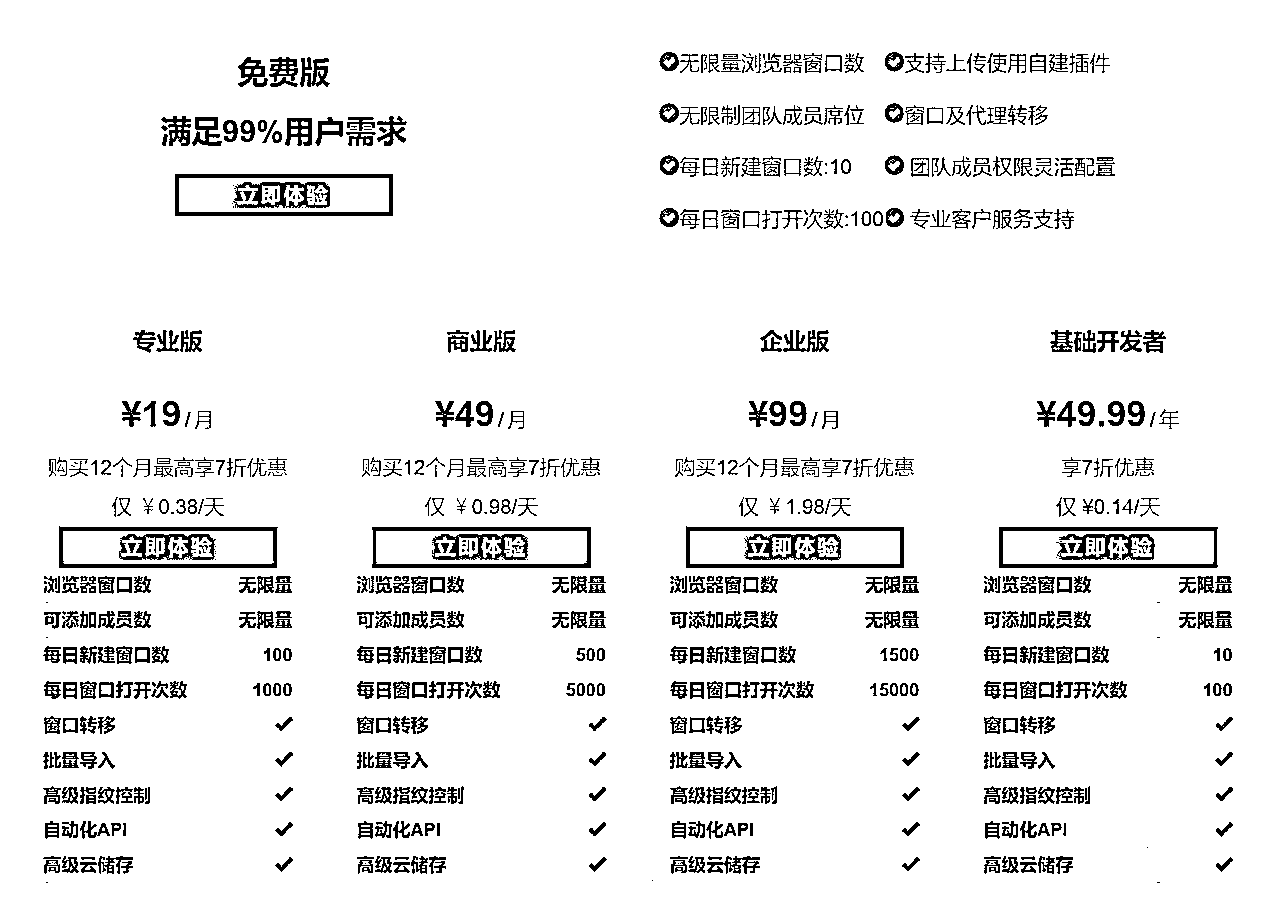 免费版
满足99%用户需求
立即体验
无限量浏览器窗口数 支持上传使用自建插件
无限制团队成员席位 窗口及代理转移
每日新建窗口数:10 团队成员权限灵活配置
每日窗口打开次数:100 专业客户服务支持
专业版 商业版 企业版 基础开发者
¥19/月 ¥49/月 ¥99/月 ¥49.99/年
购买12个月最高享7折优惠 购买12个月最高享7折优惠 购买12个月最高享7折优惠 享7折优惠
仅 ¥0.38/天 仅 ¥0.98/天 仅 ¥1.98/天 仅 ¥0.14/天
立即体验 立即体验 立即体验 立即体验
浏览器窗口数 无限量 浏览器窗口数 无限量 浏览器窗口数 无限量 浏览器窗口数 无限量
可添加成员数 无限量 可添加成员数 无限量 可添加成员数 无限量 可添加成员数 无限量
每日新建窗口数 100 每日新建窗口数 500 每日新建窗口数 1500 每日新建窗口数 10
每日窗口打开次数 1000 每日窗口打开次数 5000 每日窗口打开次数 15000 每日窗口打开次数 100
窗口转移 ✓ 窗口转移 ✓ 窗口转移 ✓ 窗口转移 ✓
批量导入 ✓ 批量导入 ✓ 批量导入 ✓ 批量导入 ✓
高级指纹控制 ✓ 高级指纹控制 ✓ 高级指纹控制 ✓ 高级指纹控制 ✓
自动化API ✓ 自动化API ✓ 自动化API ✓ 自动化API ✓
高级云储存 ✓ 高级云储存 ✓ 高级云储存 ✓ 高级云储存 ✓